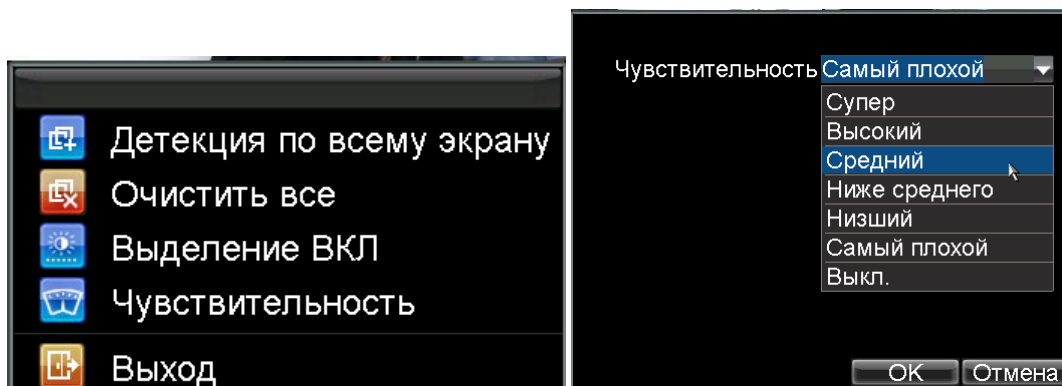 Детекция по всему экрану
Очистить все
Выделение ВКЛ
Чувствительность
Выход
Чувствительность Самый плохой
Супер
Высокий
Средний
Ниже среднего
Низший
Самый плохой
Выкл.
OK Отмена